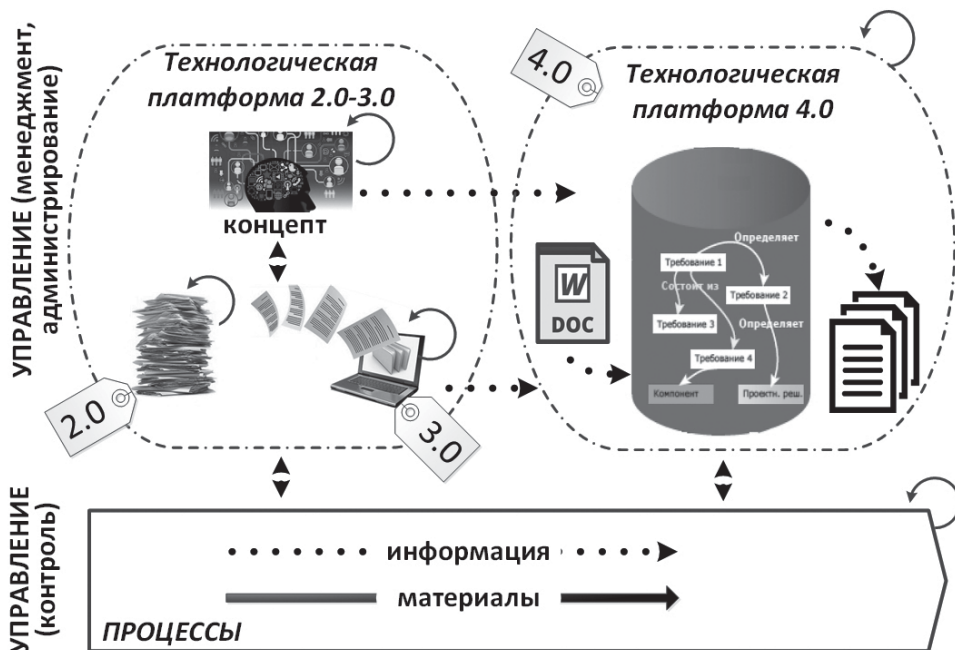 УПРАВЛЕНИЕ (менеджмент,
администрирование)
Технологическая
платформа 2.0-3.0
концепт
2.0
3.0
4.0
Технологическая
платформа 4.0
W
DOC
Определяет
Требование 1
Состоит из
Требование 2
Требование 3
Определяет
Требование 4
Компонент
Проектн. реш.
УПРАВЛЕНИЕ
(контроль)
информация
материалы
ПРОЦЕССЫ